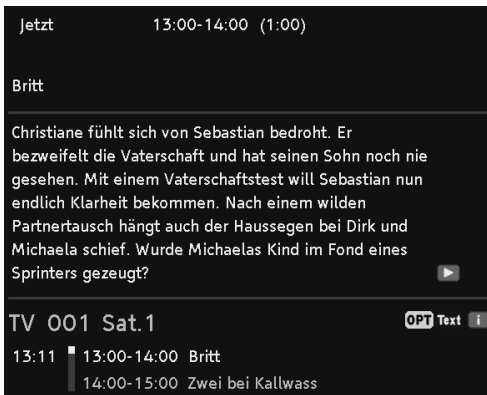 Jetzt 13:00-14:00 (1:00)
Britt
Christiane fühlt sich von Sebastian bedroht. Er
bezweifelt die Vaterschaft und hat seinen Sohn noch nie
gesehen. Mit einem Vaterschaftstest will Sebastian nun
endlich Klarheit bekommen. Nach einem wilden
Partnertausch hängt auch der Haussegen bei Dirk und
Michaela schief. Wurde Michaelas Kind im Fond eines
Sprinters gezeugt?
TV 001 Sat.1 OPT Text i
13:11 13:00-14:00 Britt
14:00-15:00 Zwei bei Kallwass